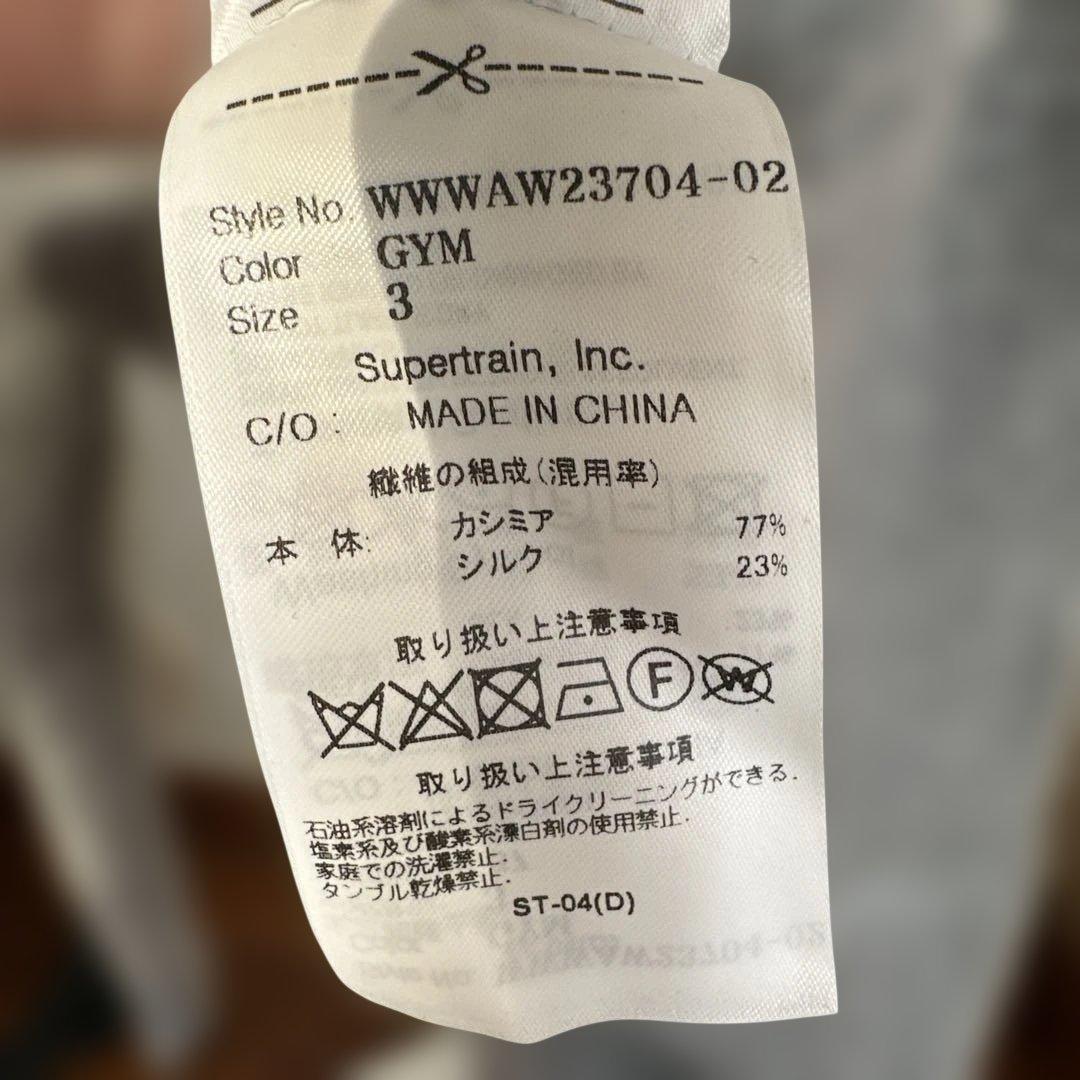 Style No. WWWAW23704-02
Color GYM
Size 3
Supertrain, Inc.
C/O : MADE IN CHINA
繊維の組成(混用率)
本 体: カシミア 77%
シルク 23%
取り扱い上注意事項
F W
取り扱い上注意事項
石油系溶剤によるドライクリーニングができる.
塩素系及び酸素系漂白剤の使用禁止.
家庭での洗濯禁止.
タンブル乾燥禁止.
ST-04(D)